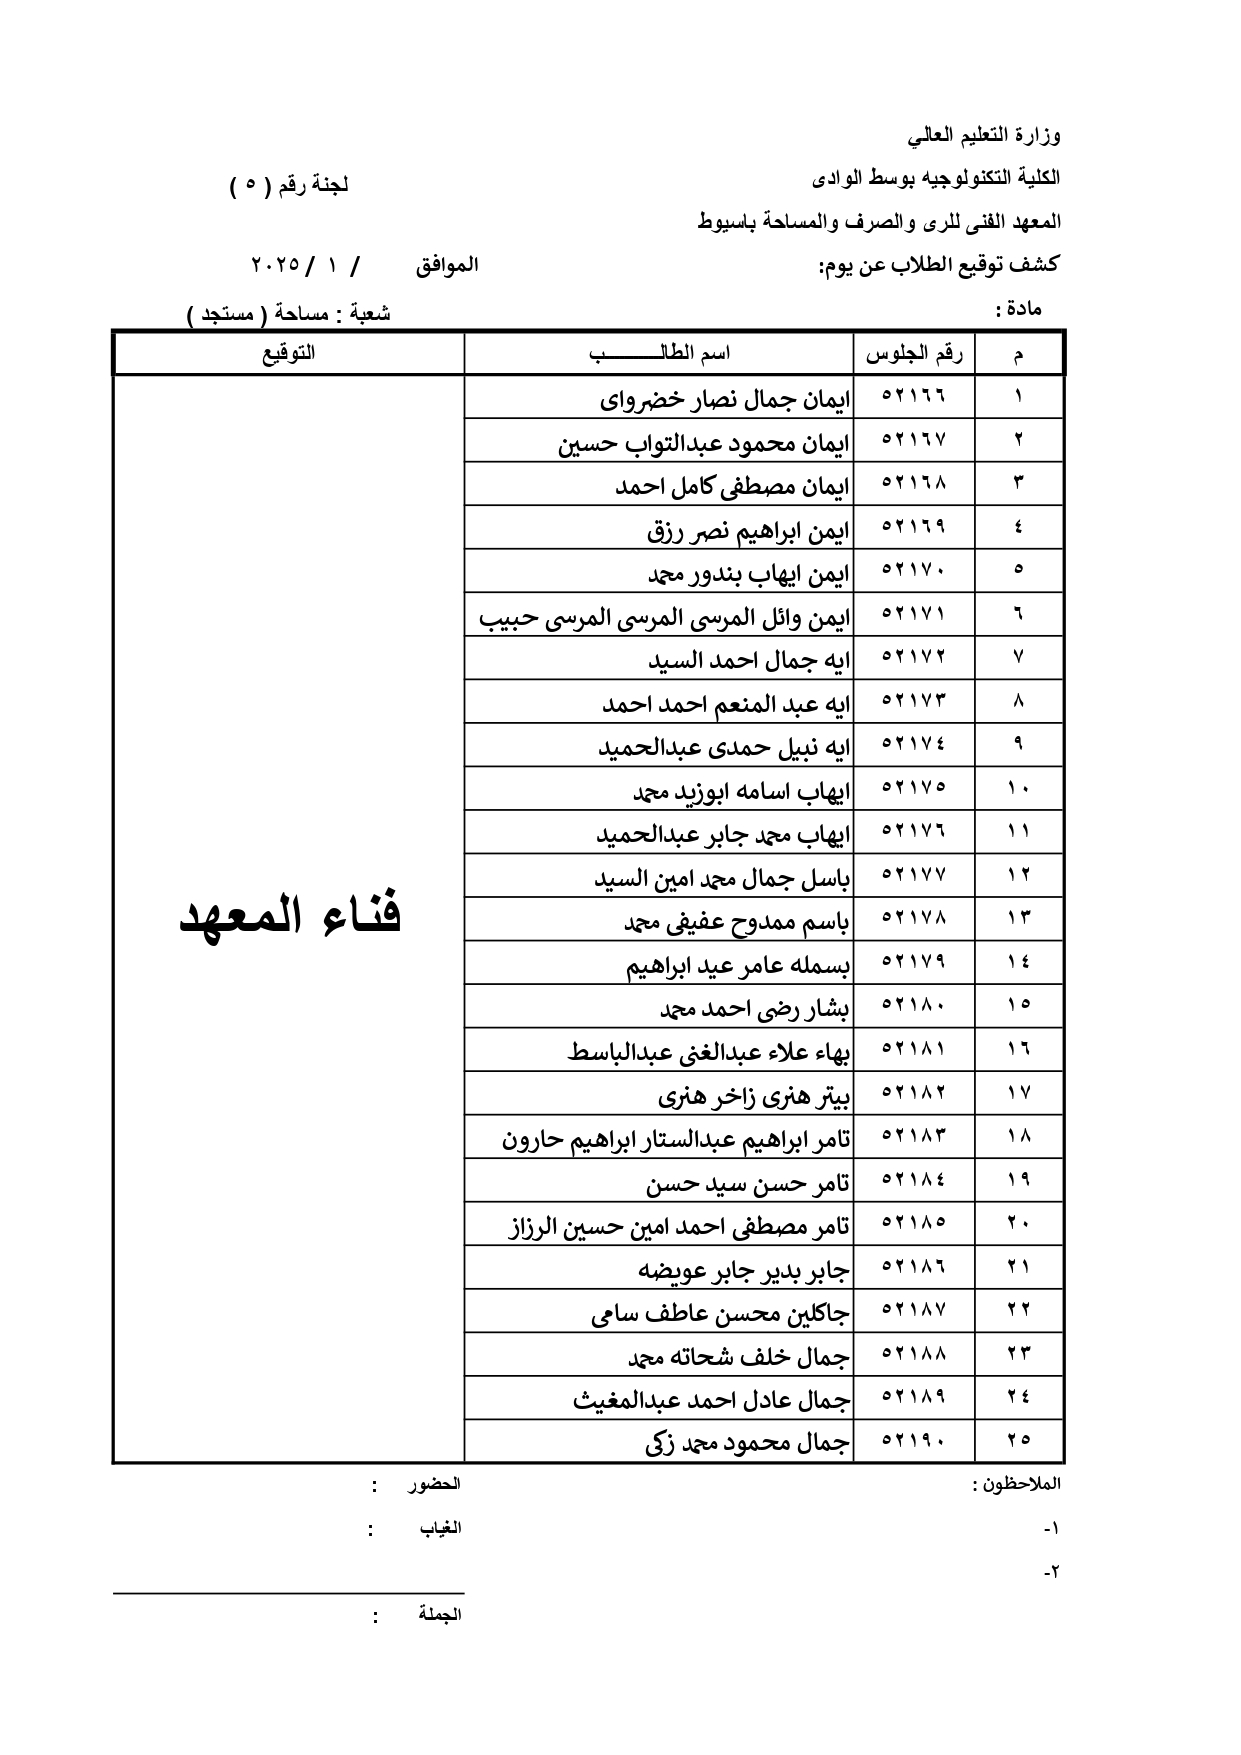 وزارة التعليم العالي
الكلية التكنولوجيه بوسط الوادى
لجنة رقم ( ٥ )
المعهد الفنى للرى والصرف والمساحة باسيوط
كشف توقيع الطلاب عن يوم: الموافق / ١ / ٢٠٢٥
مادة :
شعبة : مساحة ( مستجد )
م رقم الجلوس اسم الطالـــــــــب التوقيع
١ ٥٢١٦٦ ايمان جمال نصار خضرواى
٢ ٥٢١٦٧ ايمان محمود عبدالتواب حسين
٣ ٥٢١٦٨ ايمان مصطفى كامل احمد
٤ ٥٢١٦٩ ايمن ابراهيم نصر رزق
٥ ٥٢١٧٠ ايمن ايهاب بندور محمد
٦ ٥٢١٧١ ايمن وائل المرسى المرسى المرسى حبيب
٧ ٥٢١٧٢ ايه جمال احمد السيد
٨ ٥٢١٧٣ ايه عبد المنعم احمد احمد
٩ ٥٢١٧٤ ايه نبيل حمدى عبدالحميد
١٠ ٥٢١٧٥ ايهاب اسامه ابوزيد محمد
١١ ٥٢١٧٦ ايهاب محمد جابر عبدالحميد
١٢ ٥٢١٧٧ باسل جمال محمد امين السيد
١٣ ٥٢١٧٨ باسم ممدوح عفيفى محمد
فناء المعهد
١٤ ٥٢١٧٩ بسمله عامر عيد ابراهيم
١٥ ٥٢١٨٠ بشار رضى احمد محمد
١٦ ٥٢١٨١ بهاء علاء عبدالغنى عبدالباسط
١٧ ٥٢١٨٢ بيتر هنرى زاخر هنرى
١٨ ٥٢١٨٣ تامر ابراهيم عبدالستار ابراهيم حارون
١٩ ٥٢١٨٤ تامر حسن سيد حسن
٢٠ ٥٢١٨٥ تامر مصطفى احمد امين حسين الرزاز
٢١ ٥٢١٨٦ جابر بدير جابر عويضه
٢٢ ٥٢١٨٧ جاكلين محسن عاطف سامى
٢٣ ٥٢١٨٨ جمال خلف شحاته محمد
٢٤ ٥٢١٨٩ جمال عادل احمد عبدالمغيث
٢٥ ٥٢١٩٠ جمال محمود محمد زكى
الملاحظون : الحضور :
١- الغياب :
٢-
الجملة :